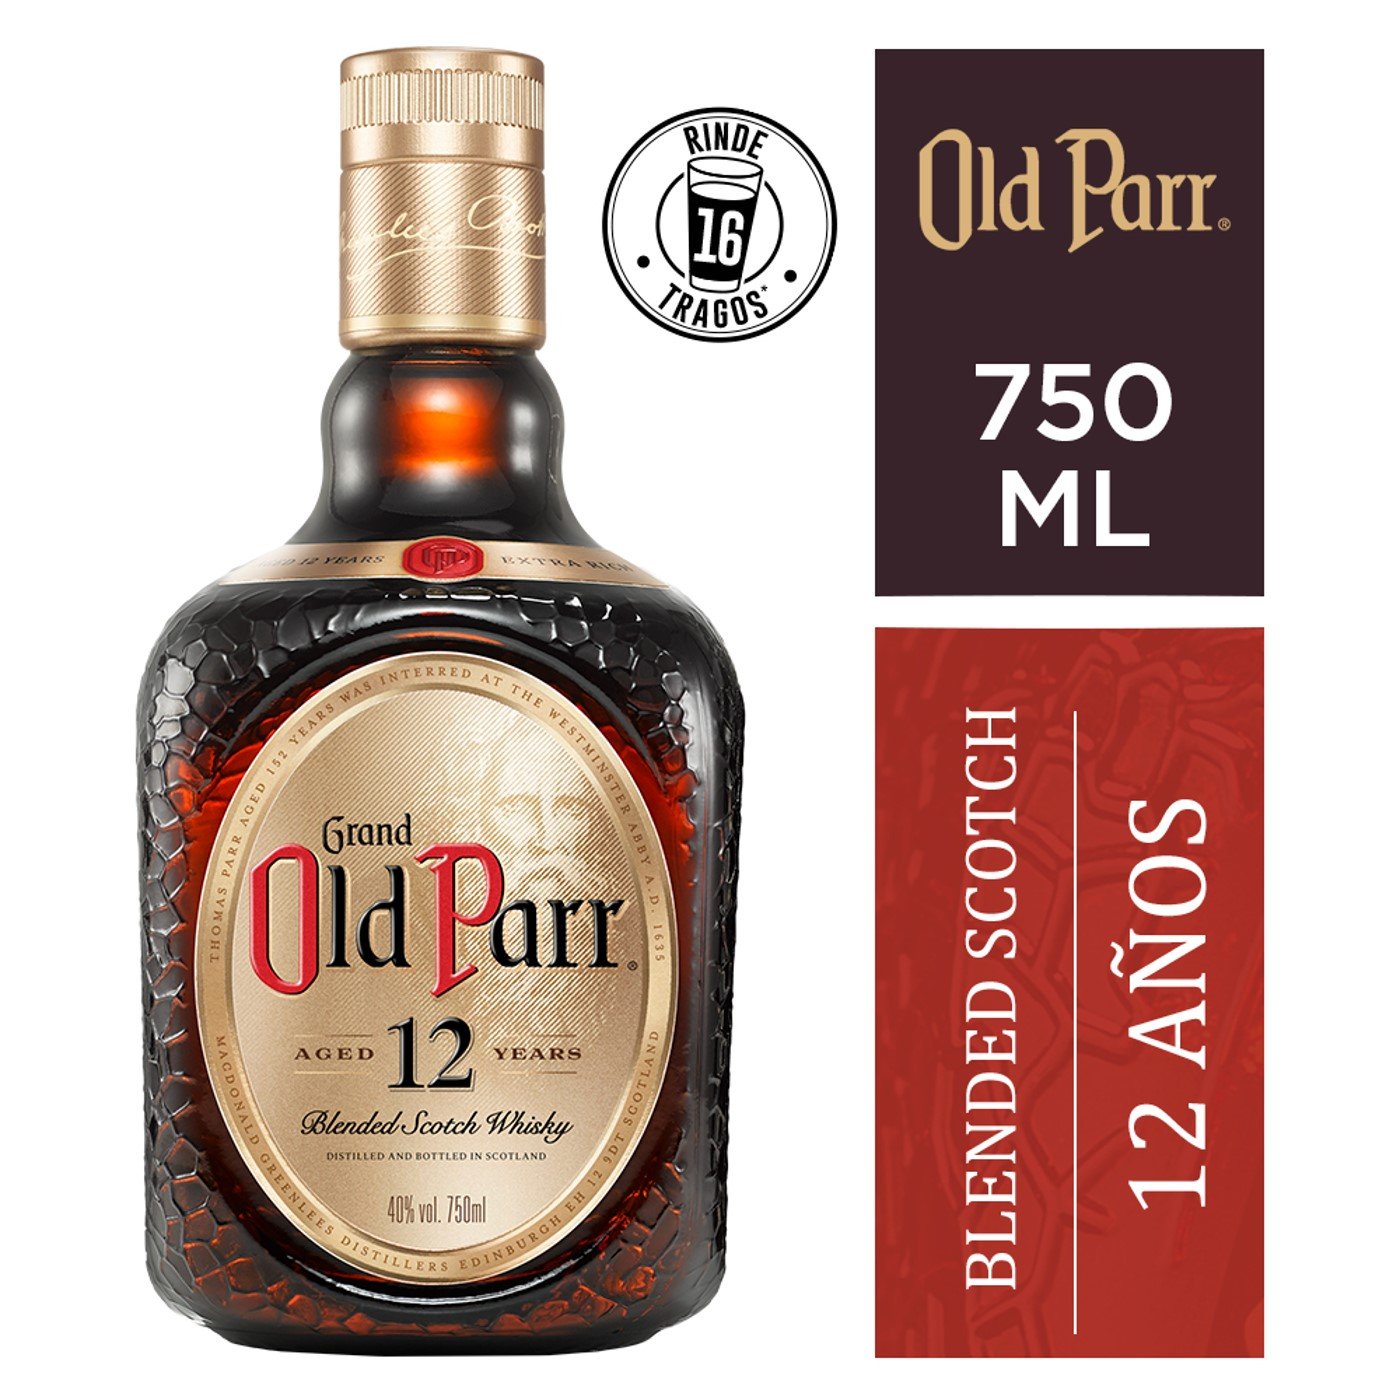 RINDE
16
TRAGOS*
Old Parr®
750
ML
BLENDED SCOTCH
12 AÑOS
AGED 12 YEARS
EXTRA RICH
THOMAS PARR AGED 152 YEARS WAS INTERRED AT THE WESTMINSTER ABBY A.D. 1635
Grand
Old Parr®
AGED 12 YEARS
Blended Scotch Whisky
DISTILLED AND BOTTLED IN SCOTLAND
40% vol. 750ml
MACDONALD GREENLEES DISTILLERS EDINBURGH EH 12 9DT SCOTLAND